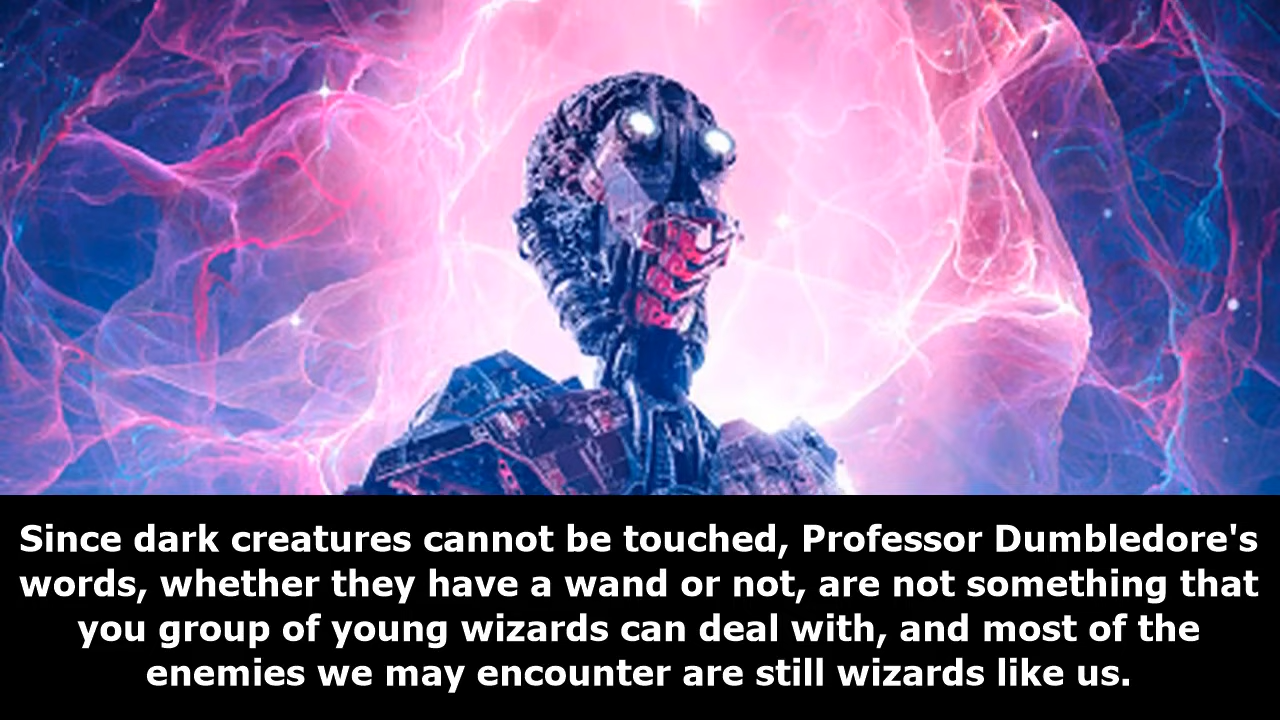 Since dark creatures cannot be touched, Professor Dumbledore's
words, whether they have a wand or not, are not something that
you group of young wizards can deal with, and most of the
enemies we may encounter are still wizards like us.